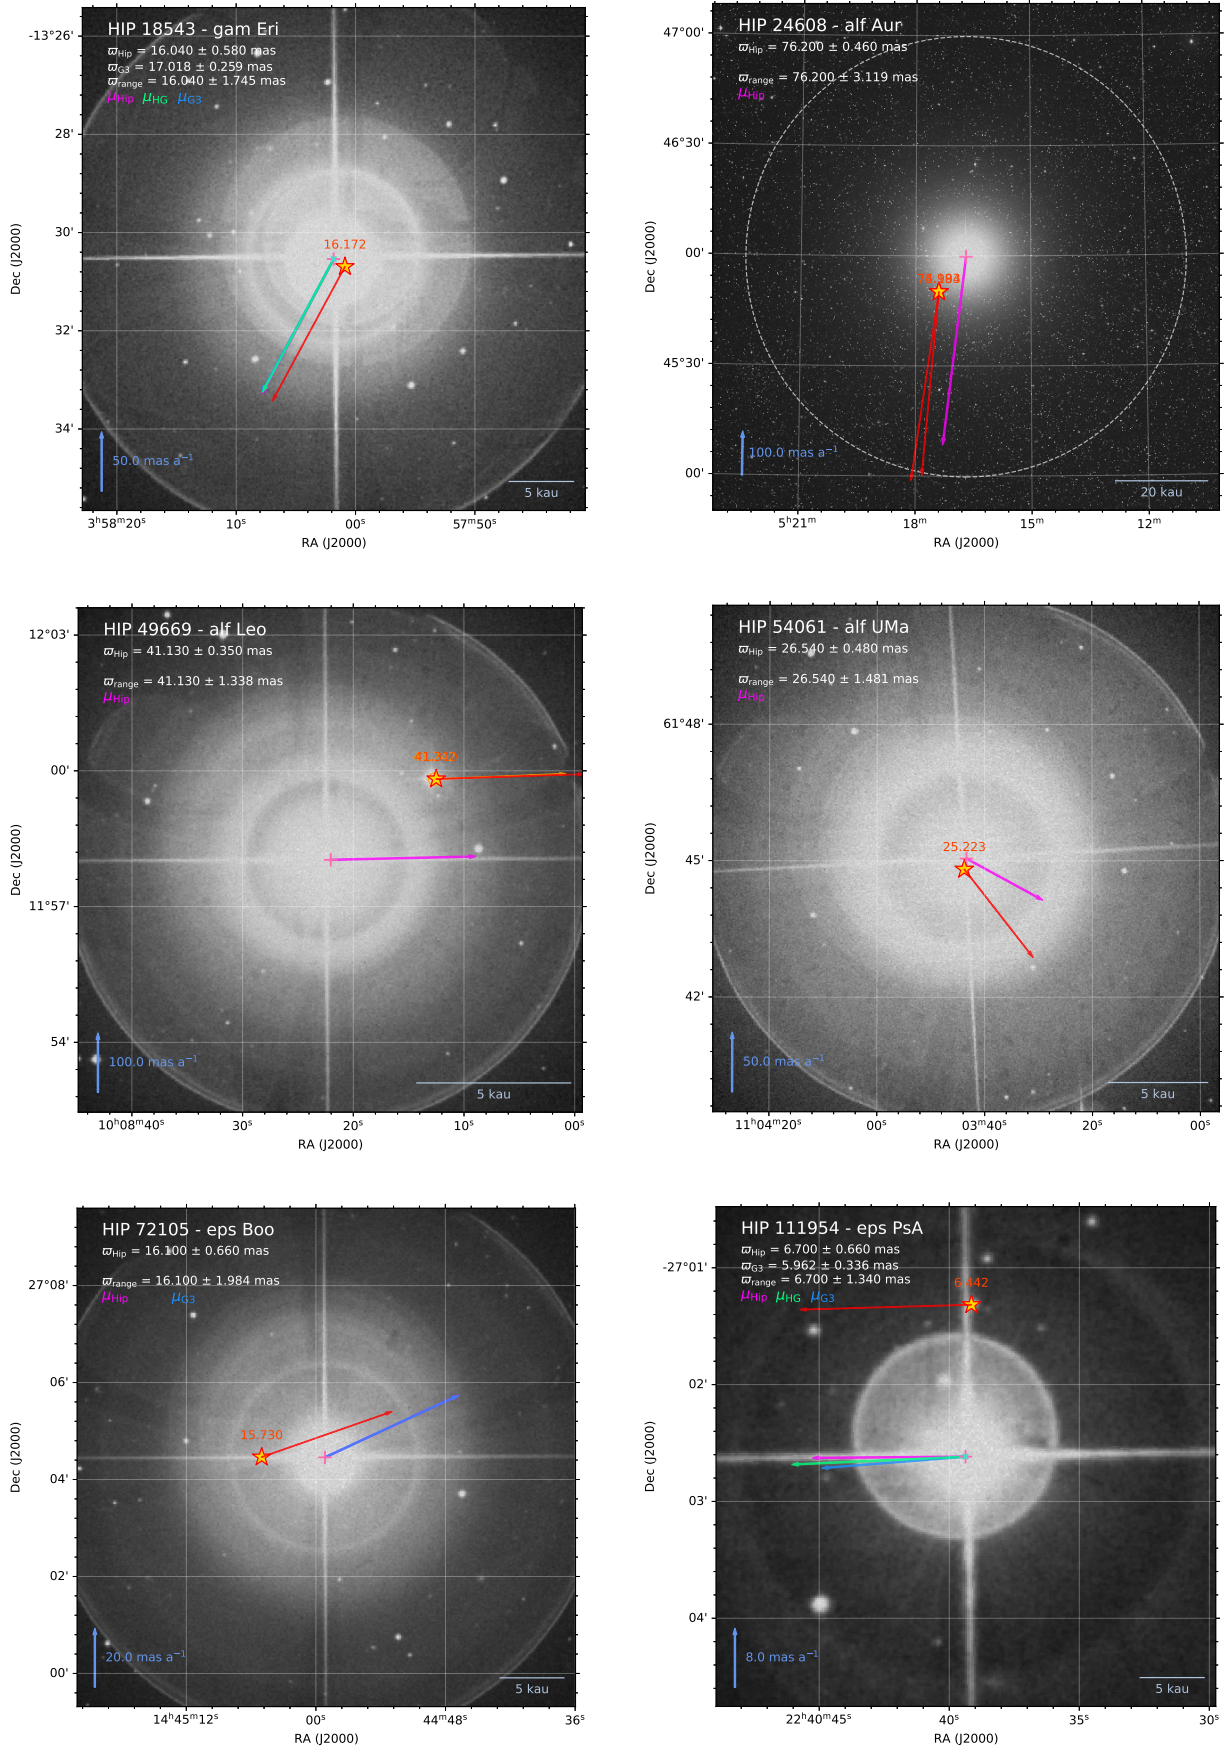 HIP 18543 - gam Eri
ϖHip = 16.040 ± 0.580 mas
ϖG3 = 17.018 ± 0.259 mas
ϖrange = 16.040 ± 1.745 mas
μHip μHG μG3
-13°26'
28'
30'
32'
34'
Dec (J2000)
16.172
50.0 mas a⁻¹
5 kau
3ʰ58ᵐ20ˢ 10ˢ 00ˢ 57ᵐ50ˢ
RA (J2000)
HIP 24608 - alf Aur
ϖHip = 76.200 ± 0.460 mas
ϖrange = 76.200 ± 3.119 mas
μHip
47°00'
46°30'
00'
45°30'
00'
Dec (J2000)
100.0 mas a⁻¹
20 kau
5ʰ21ᵐ 18ᵐ 15ᵐ 12ᵐ
RA (J2000)
HIP 49669 - alf Leo
ϖHip = 41.130 ± 0.350 mas
ϖrange = 41.130 ± 1.338 mas
μHip
12°03'
00'
11°57'
54'
Dec (J2000)
100.0 mas a⁻¹
5 kau
10ʰ08ᵐ40ˢ 30ˢ 20ˢ 10ˢ 00ˢ
RA (J2000)
HIP 54061 - alf UMa
ϖHip = 26.540 ± 0.480 mas
ϖrange = 26.540 ± 1.481 mas
μHip
61°48'
45'
42'
Dec (J2000)
25.223
50.0 mas a⁻¹
5 kau
11ʰ04ᵐ20ˢ 00ˢ 03ᵐ40ˢ 20ˢ 00ˢ
RA (J2000)
HIP 72105 - eps Boo
ϖHip = 16.100 ± 0.660 mas
ϖrange = 16.100 ± 1.984 mas
μHip μG3
27°08'
06'
04'
02'
00'
Dec (J2000)
15.730
20.0 mas a⁻¹
5 kau
14ʰ45ᵐ12ˢ 00ˢ 44ᵐ48ˢ 36ˢ
RA (J2000)
HIP 111954 - eps PsA
ϖHip = 6.700 ± 0.660 mas
ϖG3 = 5.962 ± 0.336 mas
ϖrange = 6.700 ± 1.340 mas
μHip μHG μG3
-27°01'
02'
03'
04'
Dec (J2000)
6.442
8.0 mas a⁻¹
5 kau
22ʰ40ᵐ45ˢ 40ˢ 35ˢ 30ˢ
RA (J2000)